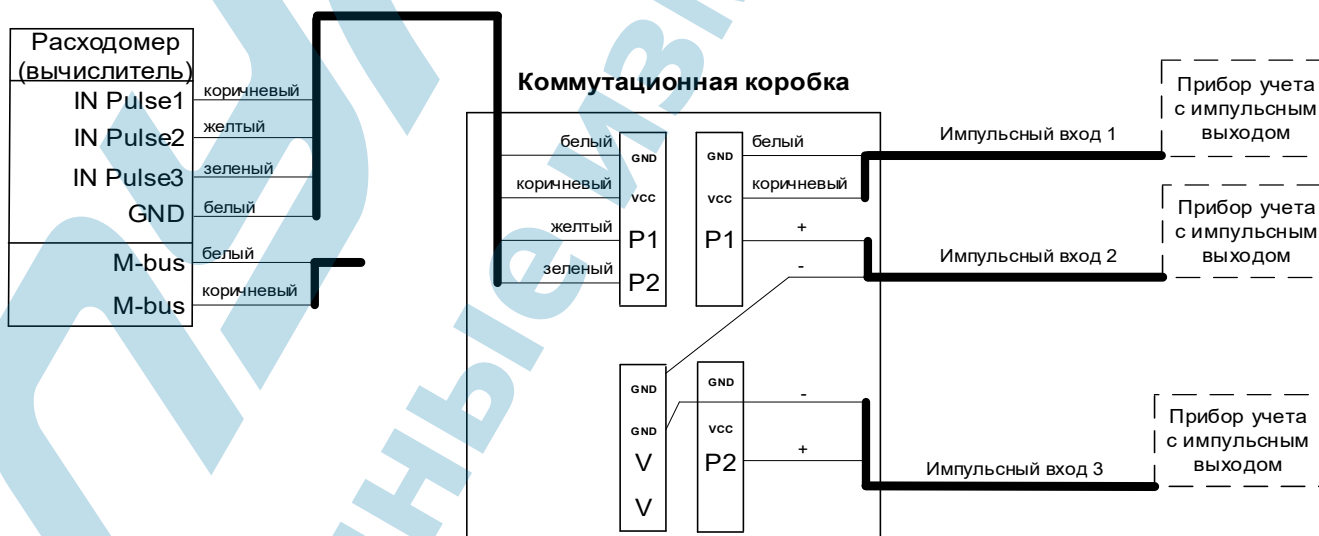 Расходомер
(вычислитель)
IN Pulse1
коричневый
IN Pulse2
желтый
IN Pulse3
зеленый
GND
белый
M-bus
белый
M-bus
коричневый
Коммутационная коробка
белый
GND
коричневый
VCC
желтый
P1
зеленый
P2
GND
белый
VCC
коричневый
P1
+
-
Импульсный вход 1
Прибор учета
с импульсным
выходом
Импульсный вход 2
Прибор учета
с импульсным
выходом
GND
GND
V
V
GND
VCC
P2
-
+
Импульсный вход 3
Прибор учета
с импульсным
выходом
ные изм